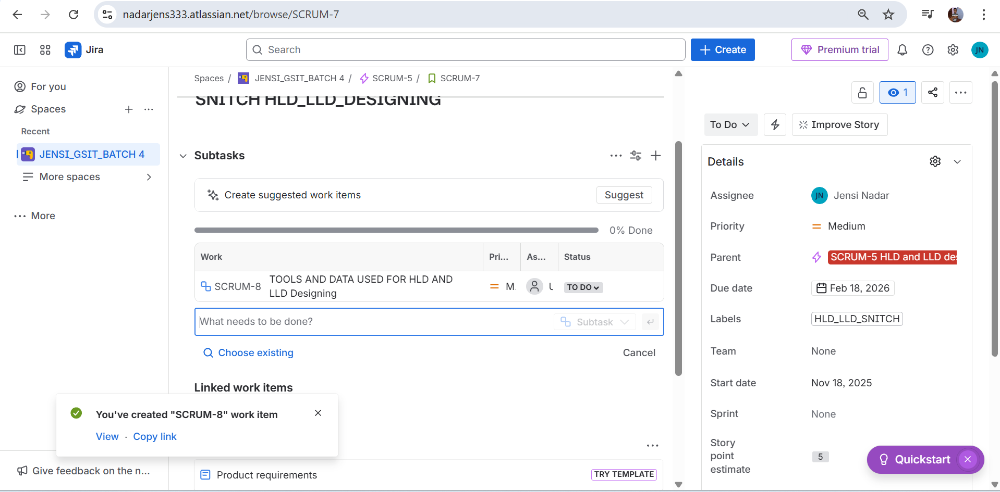 nadarjens333.atlassian.net/browse/SCRUM-7
Jira
Search
Create
Premium trial
JN
For you
Spaces
Recent
JENSI_GSIT_BATCH 4
More spaces
More
Give feedback on the n...
Spaces / JENSI_GSIT_BATCH 4 / SCRUM-5 / SCRUM-7
SNITCH HLD_LLD_DESIGNING
Subtasks
Create suggested work items
Suggest
0% Done
Work Pri... As... Status
SCRUM-8 TOOLS AND DATA USED FOR HLD AND
LLD Designing
M
TO DO
What needs to be done?
Subtask
Choose existing
Cancel
Linked work items
You've created "SCRUM-8" work item
View · Copy link
Product requirements
TRY TEMPLATE
1
To Do
Improve Story
Details
Assignee JN Jensi Nadar
Priority Medium
Parent SCRUM-5 HLD and LLD des
Due date Feb 18, 2026
Labels HLD_LLD_SNITCH
Team None
Start date Nov 18, 2025
Sprint None
Story
point
estimate
5
Quickstart